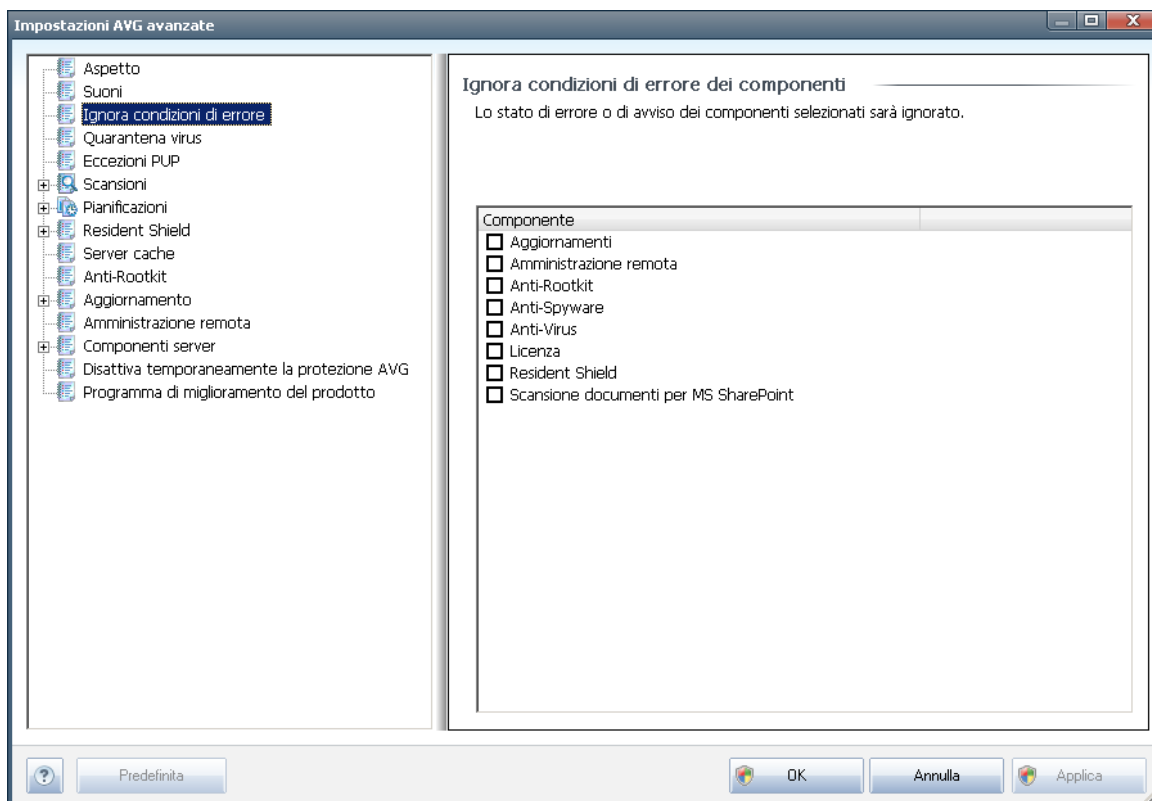 Impostazioni AVG avanzate
Aspetto
Suoni
Ignora condizioni di errore
Quarantena virus
Eccezioni PUP
Scansioni
Pianificazioni
Resident Shield
Server cache
Anti-Rootkit
Aggiornamento
Amministrazione remota
Componenti server
Disattiva temporaneamente la protezione AVG
Programma di miglioramento del prodotto
Ignora condizioni di errore dei componenti
Lo stato di errore o di avviso dei componenti selezionati sarà ignorato.
Componente
Aggiornamenti
Amministrazione remota
Anti-Rootkit
Anti-Spyware
Anti-Virus
Licenza
Resident Shield
Scansione documenti per MS SharePoint
? Predefinita OK Annulla Applica